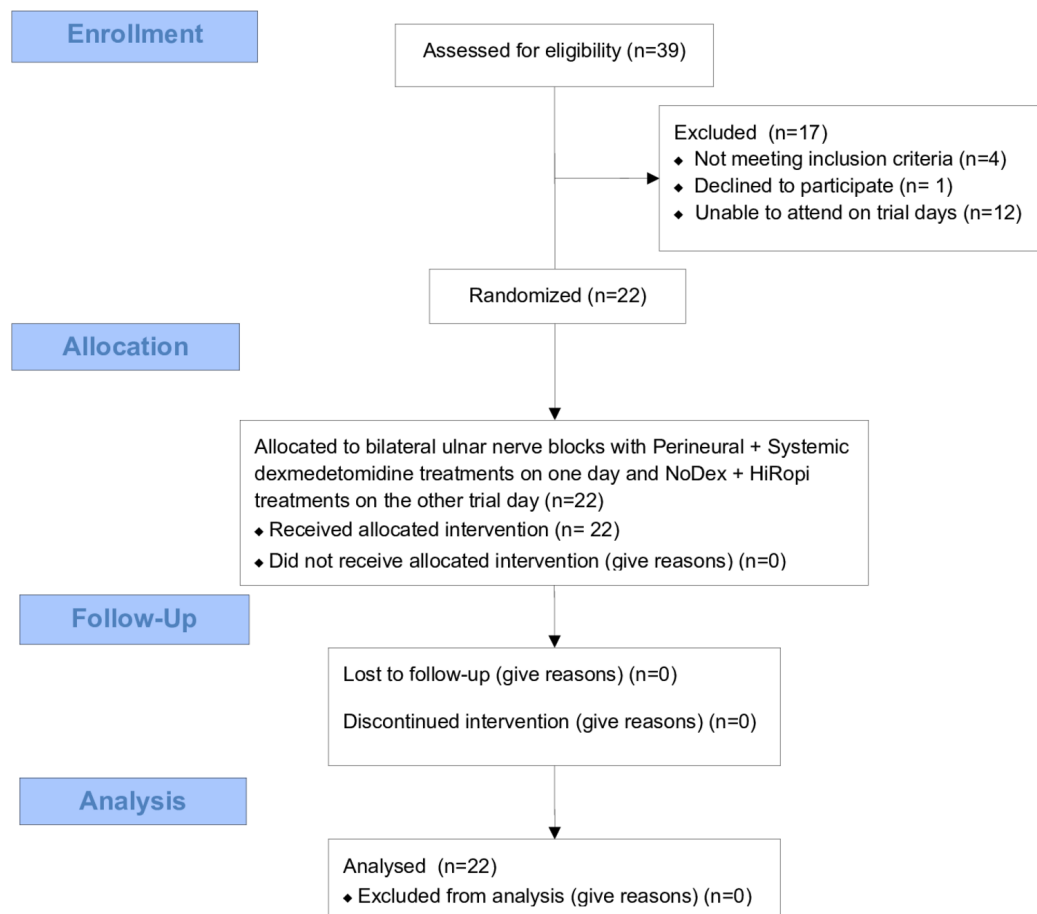 Enrollment
Assessed for eligibility (n=39)
Excluded (n=17)
◆ Not meeting inclusion criteria (n=4)
◆ Declined to participate (n= 1)
◆ Unable to attend on trial days (n=12)
Randomized (n=22)
Allocation
Allocated to bilateral ulnar nerve blocks with Perineural + Systemic
dexmedetomidine treatments on one day and NoDex + HiRopi
treatments on the other trial day (n=22)
◆ Received allocated intervention (n= 22)
◆ Did not receive allocated intervention (give reasons) (n=0)
Follow-Up
Lost to follow-up (give reasons) (n=0)
Discontinued intervention (give reasons) (n=0)
Analysis
Analysed (n=22)
◆ Excluded from analysis (give reasons) (n=0)